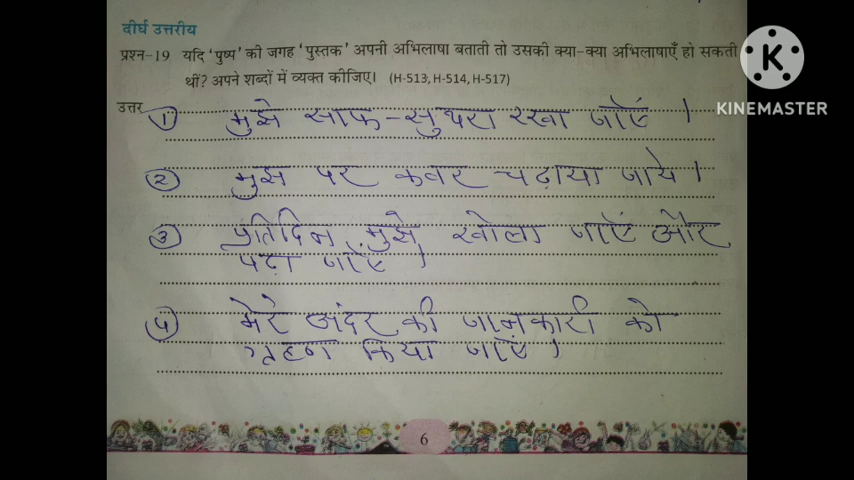 दीर्घ उत्तरीय
प्रश्न-19 यदि 'पुष्प' की जगह 'पुस्तक' अपनी अभिलाषा बताती तो उसकी क्या-क्या अभिलाषाएँ हो सकती
थीं? अपने शब्दों में व्यक्त कीजिए। (H-513, H-514, H-517)
उत्तर
① मुझे साफ-सुथरा रखा जाएं ।
② मुझ पर कवर चढ़ाया जाये ।
③ प्रतिदिन मुझे खोला जाएं और
पढ़ा जाएं ।
④ मेरे अंदर की जानकारी को
ग्रहण किया जाएं ।
6
K
KINEMASTER